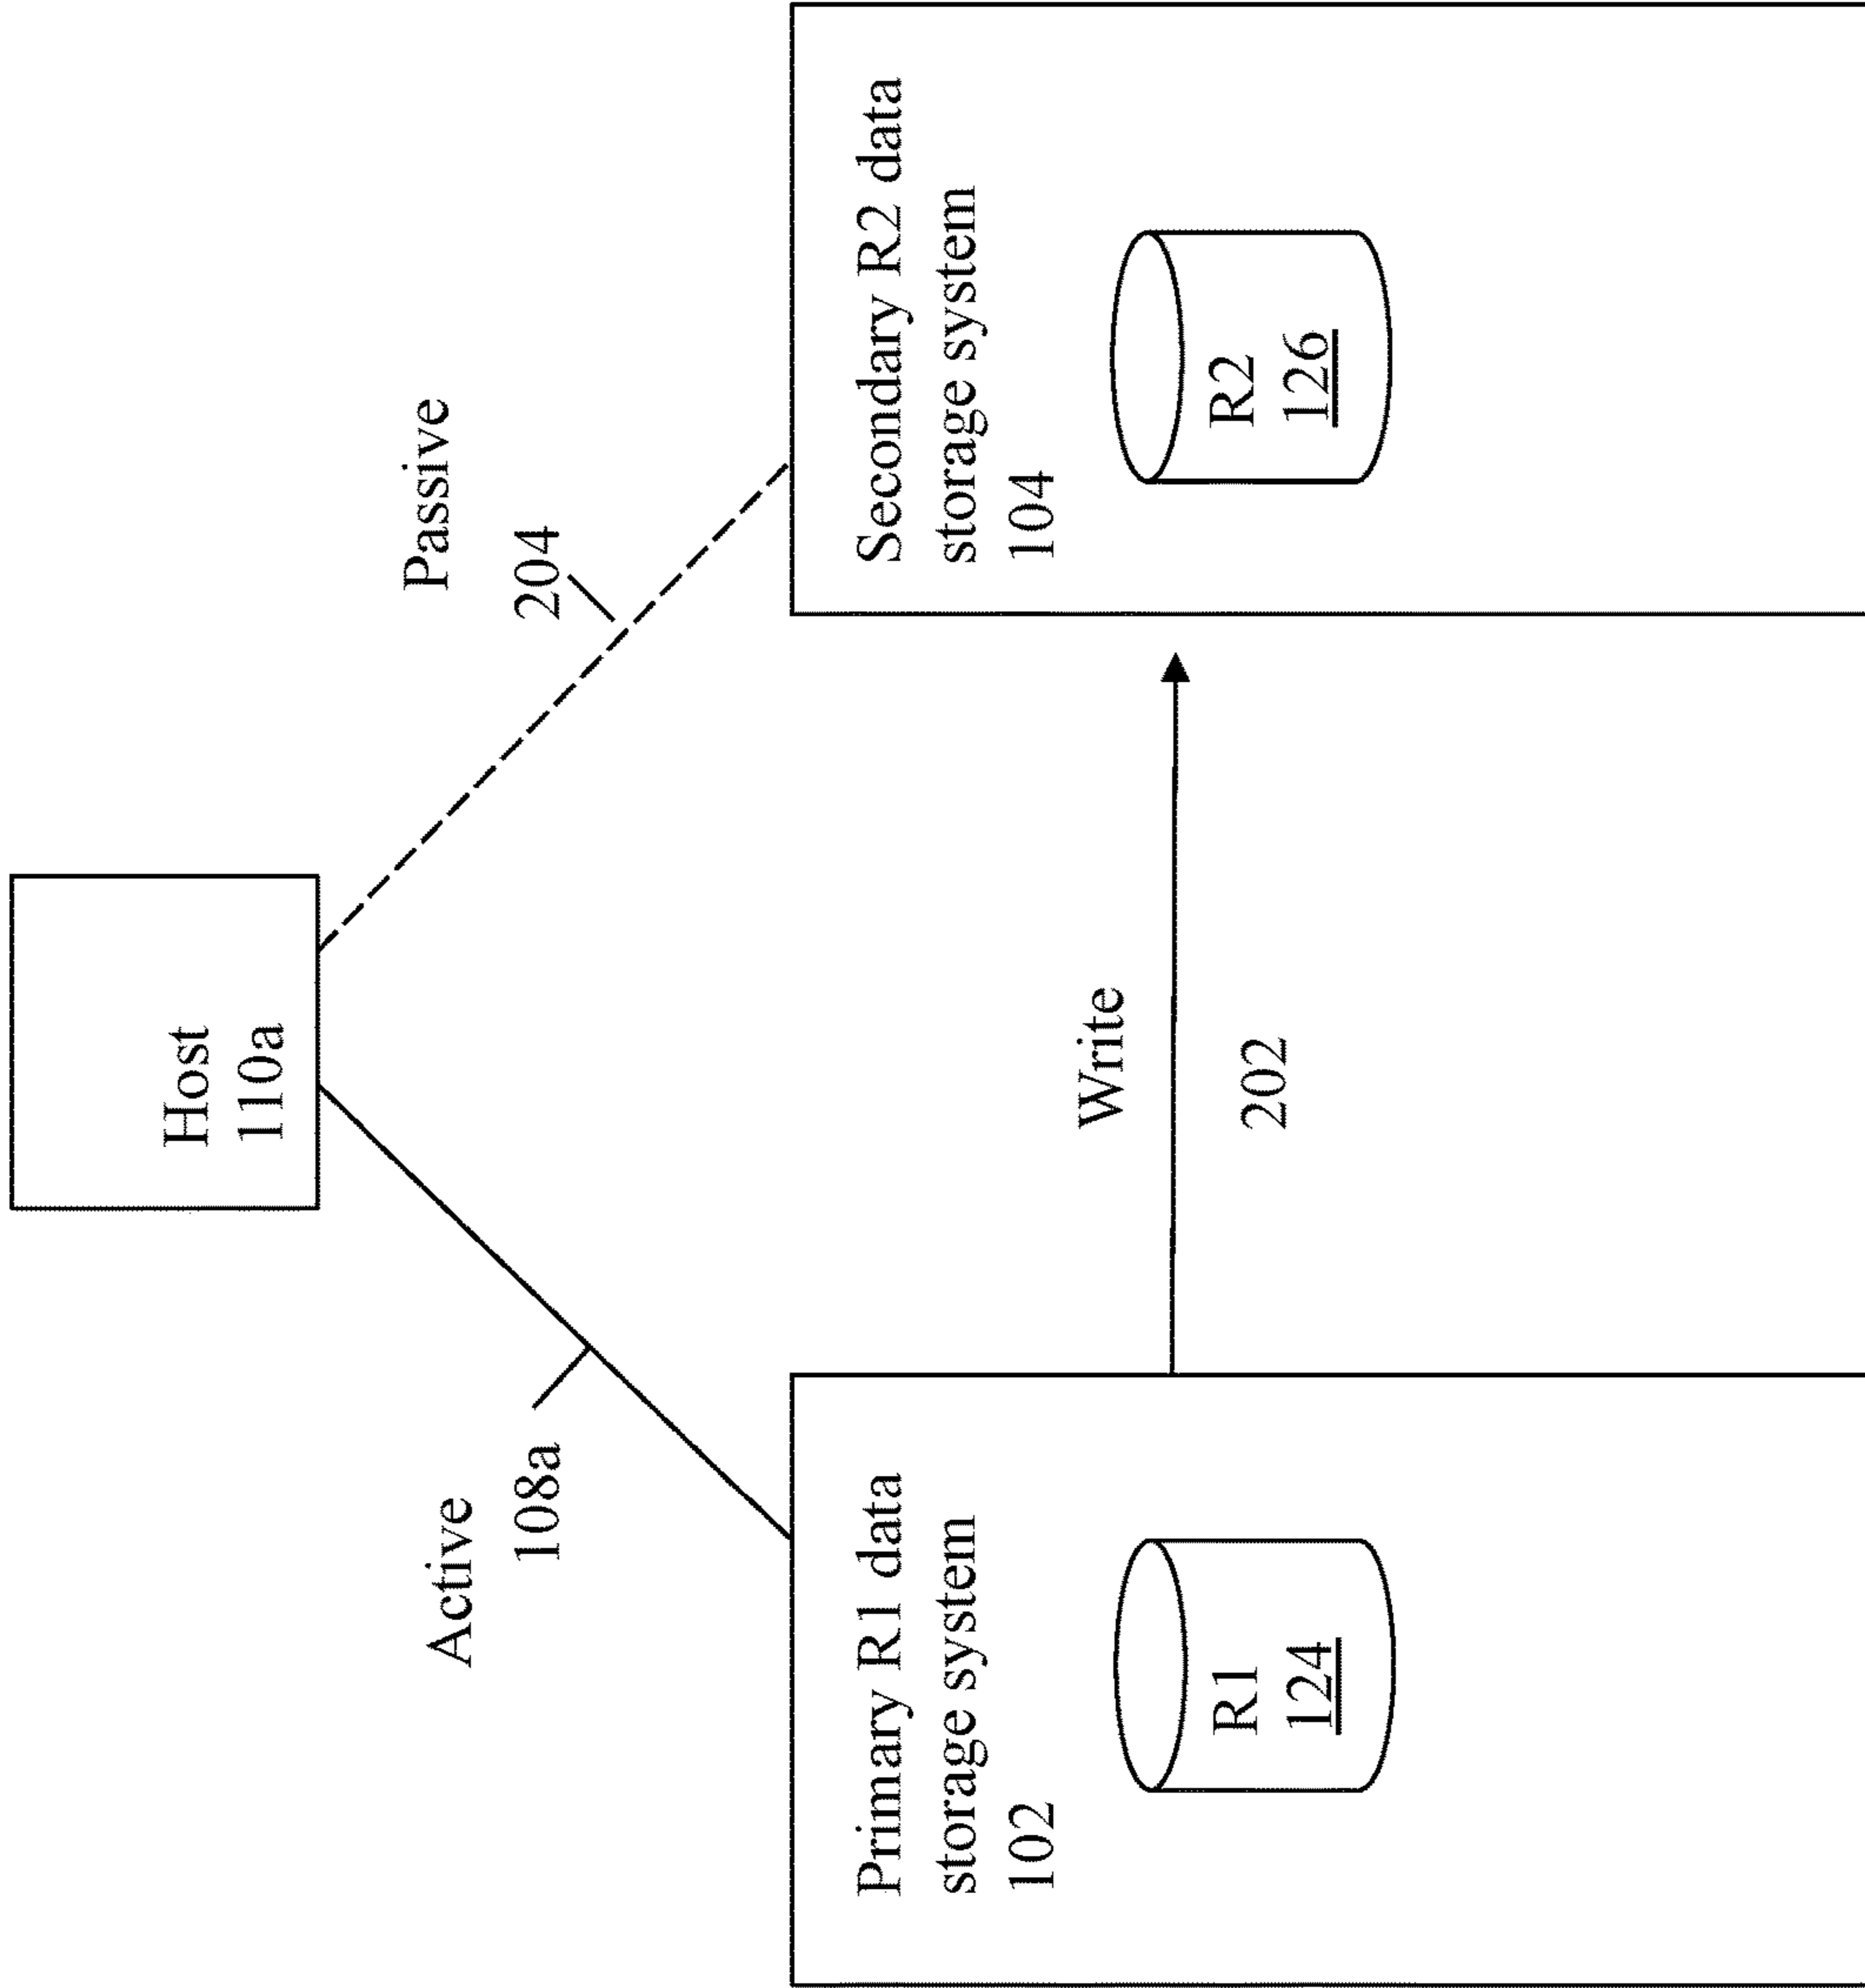 Host
110a
Active
108a
Passive
204
Primary R1 data
storage system
102
R1
124
Write
202
Secondary R2 data
storage system
104
R2
126